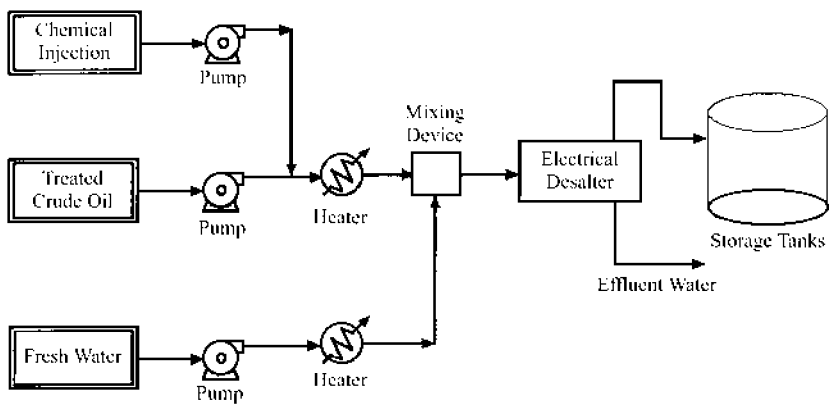 Chemical
Injection
Pump
Mixing
Device
Treated
Crude Oil
Pump
Heater
Electrical
Desalter
Storage Tanks
Effluent Water
Fresh Water
Pump
Heater